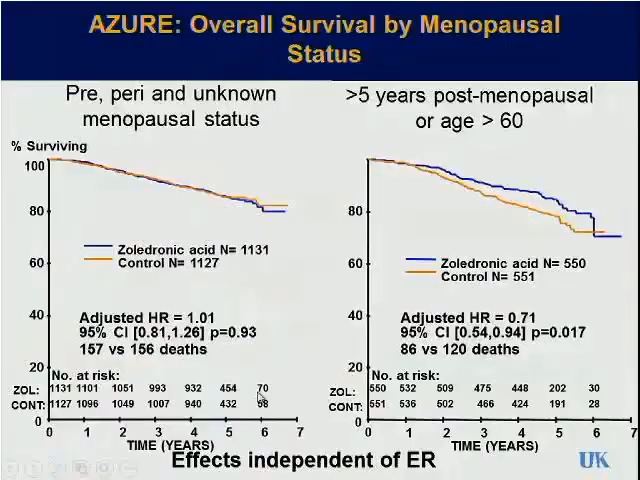 AZURE: Overall Survival by Menopausal
Status
Pre, peri and unknown
menopausal status
% Surviving
100
80
60
40
20
0
Zoledronic acid N= 1131
Control N= 1127
Adjusted HR = 1.01
95% CI [0.81,1.26] p=0.93
157 vs 156 deaths
No. at risk:
ZOL: 1131 1101 1051 993 932 454 70
CONT: 1127 1096 1049 1007 940 432 68
0 1 2 3 4 5 6 7
TIME (YEARS)
>5 years post-menopausal
or age > 60
80
60
40
20
0
Zoledronic acid N= 550
Control N= 551
Adjusted HR = 0.71
95% CI [0.54,0.94] p=0.017
86 vs 120 deaths
No. at risk:
ZOL: 550 532 509 475 448 202 30
CONT: 551 536 502 466 424 191 28
0 1 2 3 4 5 6 7
TIME (YEARS)
Effects independent of ER
UK